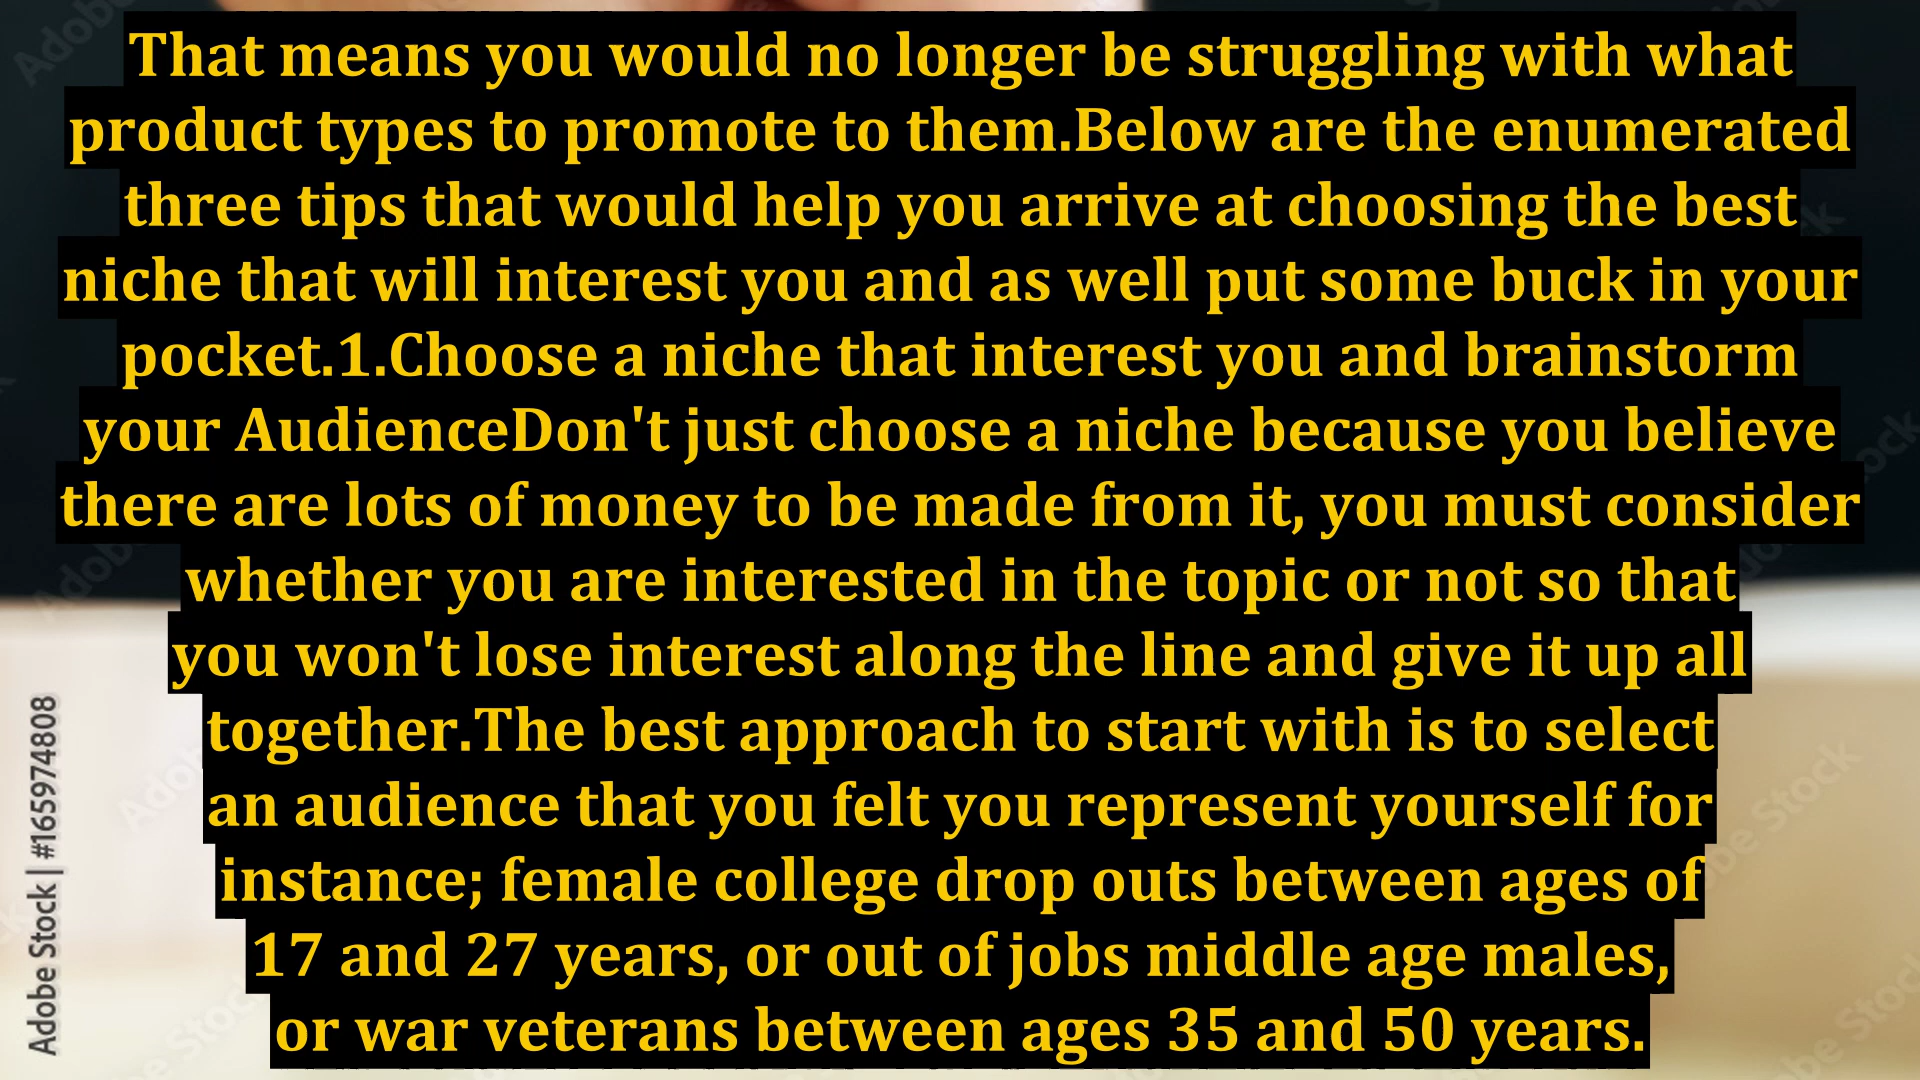 That means you would no longer be struggling with what
product types to promote to them.Below are the enumerated
three tips that would help you arrive at choosing the best
niche that will interest you and as well put some buck in your
pocket.1.Choose a niche that interest you and brainstorm
your AudienceDon't just choose a niche because you believe
there are lots of money to be made from it, you must consider
whether you are interested in the topic or not so that
you won't lose interest along the line and give it up all
together.The best approach to start with is to select
an audience that you felt you represent yourself for
instance; female college drop outs between ages of
17 and 27 years, or out of jobs middle age males,
or war veterans between ages 35 and 50 years.
Adobe Stock | #165974808